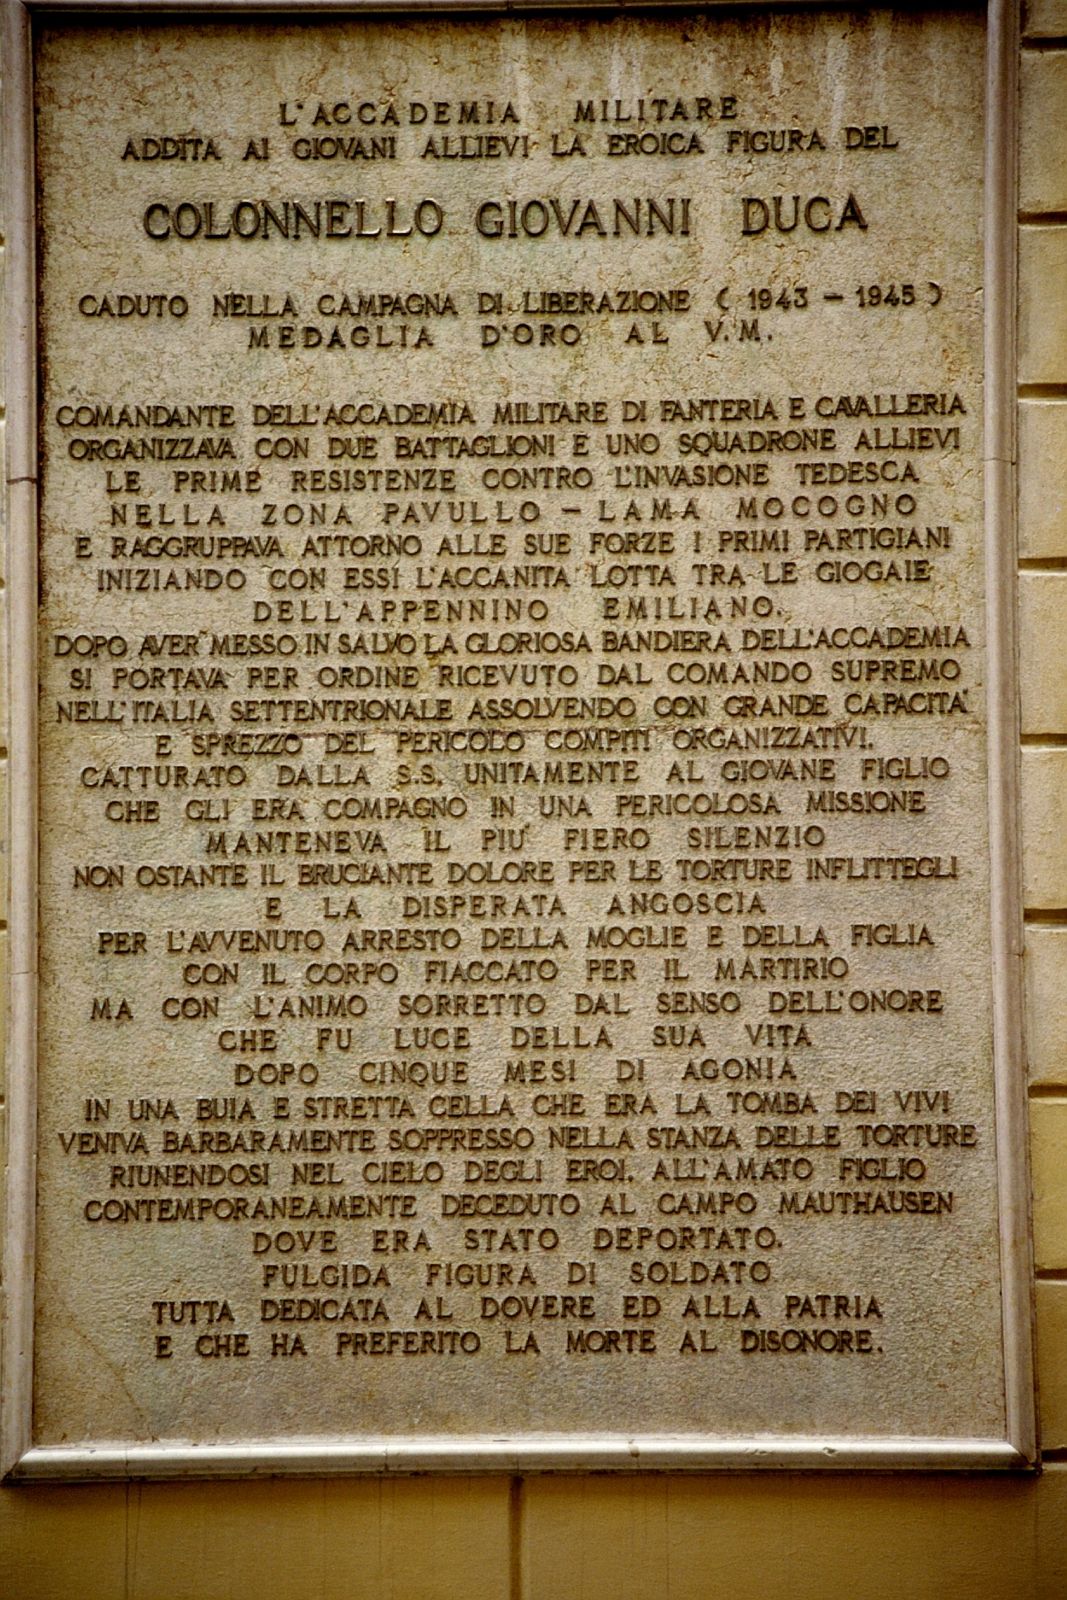 L'ACCADEMIA MILITARE
ADDITA AI GIOVANI ALLIEVI LA EROICA FIGURA DEL
COLONNELLO GIOVANNI DUCA
CADUTO NELLA CAMPAGNA DI LIBERAZIONE ( 1943 - 1945 )
MEDAGLIA D'ORO AL V.M.
COMANDANTE DELL'ACCADEMIA MILITARE DI FANTERIA E CAVALLERIA
ORGANIZZAVA CON DUE BATTAGLIONI E UNO SQUADRONE ALLIEVI
LE PRIME RESISTENZE CONTRO L'INVASIONE TEDESCA
NELLA ZONA PAVULLO - LAMA MOCOGNO
E RAGGRUPPAVA ATTORNO ALLE SUE FORZE I PRIMI PARTIGIANI
INIZIANDO CON ESSI L'ACCANITA LOTTA TRA LE GIOGAIE
DELL'APPENNINO EMILIANO.
DOPO AVER MESSO IN SALVO LA GLORIOSA BANDIERA DELL'ACCADEMIA
SI PORTAVA PER ORDINE RICEVUTO DAL COMANDO SUPREMO
NELL'ITALIA SETTENTRIONALE ASSOLVENDO CON GRANDE CAPACITA'
E SPREZZO DEL PERICOLO COMPITI ORGANIZZATIVI.
CATTURATO DALLA S.S. UNITAMENTE AL GIOVANE FIGLIO
CHE GLI ERA COMPAGNO IN UNA PERICOLOSA MISSIONE
MANTENEVA IL PIU' FIERO SILENZIO
NON OSTANTE IL BRUCIANTE DOLORE PER LE TORTURE INFLITTEGLI
E LA DISPERATA ANGOSCIA
PER L'AVVENUTO ARRESTO DELLA MOGLIE E DELLA FIGLIA
CON IL CORPO FIACCATO PER IL MARTIRIO
MA CON L'ANIMO SORRETTO DAL SENSO DELL'ONORE
CHE FU LUCE DELLA SUA VITA
DOPO CINQUE MESI DI AGONIA
IN UNA BUIA E STRETTA CELLA CHE ERA LA TOMBA DEI VIVI
VENIVA BARBARAMENTE SOPPRESSO NELLA STANZA DELLE TORTURE
RIUNENDOSI NEL CIELO DEGLI EROI, ALL'AMATO FIGLIO
CONTEMPORANEAMENTE DECEDUTO AL CAMPO MAUTHAUSEN
DOVE ERA STATO DEPORTATO.
FULGIDA FIGURA DI SOLDATO
TUTTA DEDICATA AL DOVERE ED ALLA PATRIA
E CHE HA PREFERITO LA MORTE AL DISONORE.